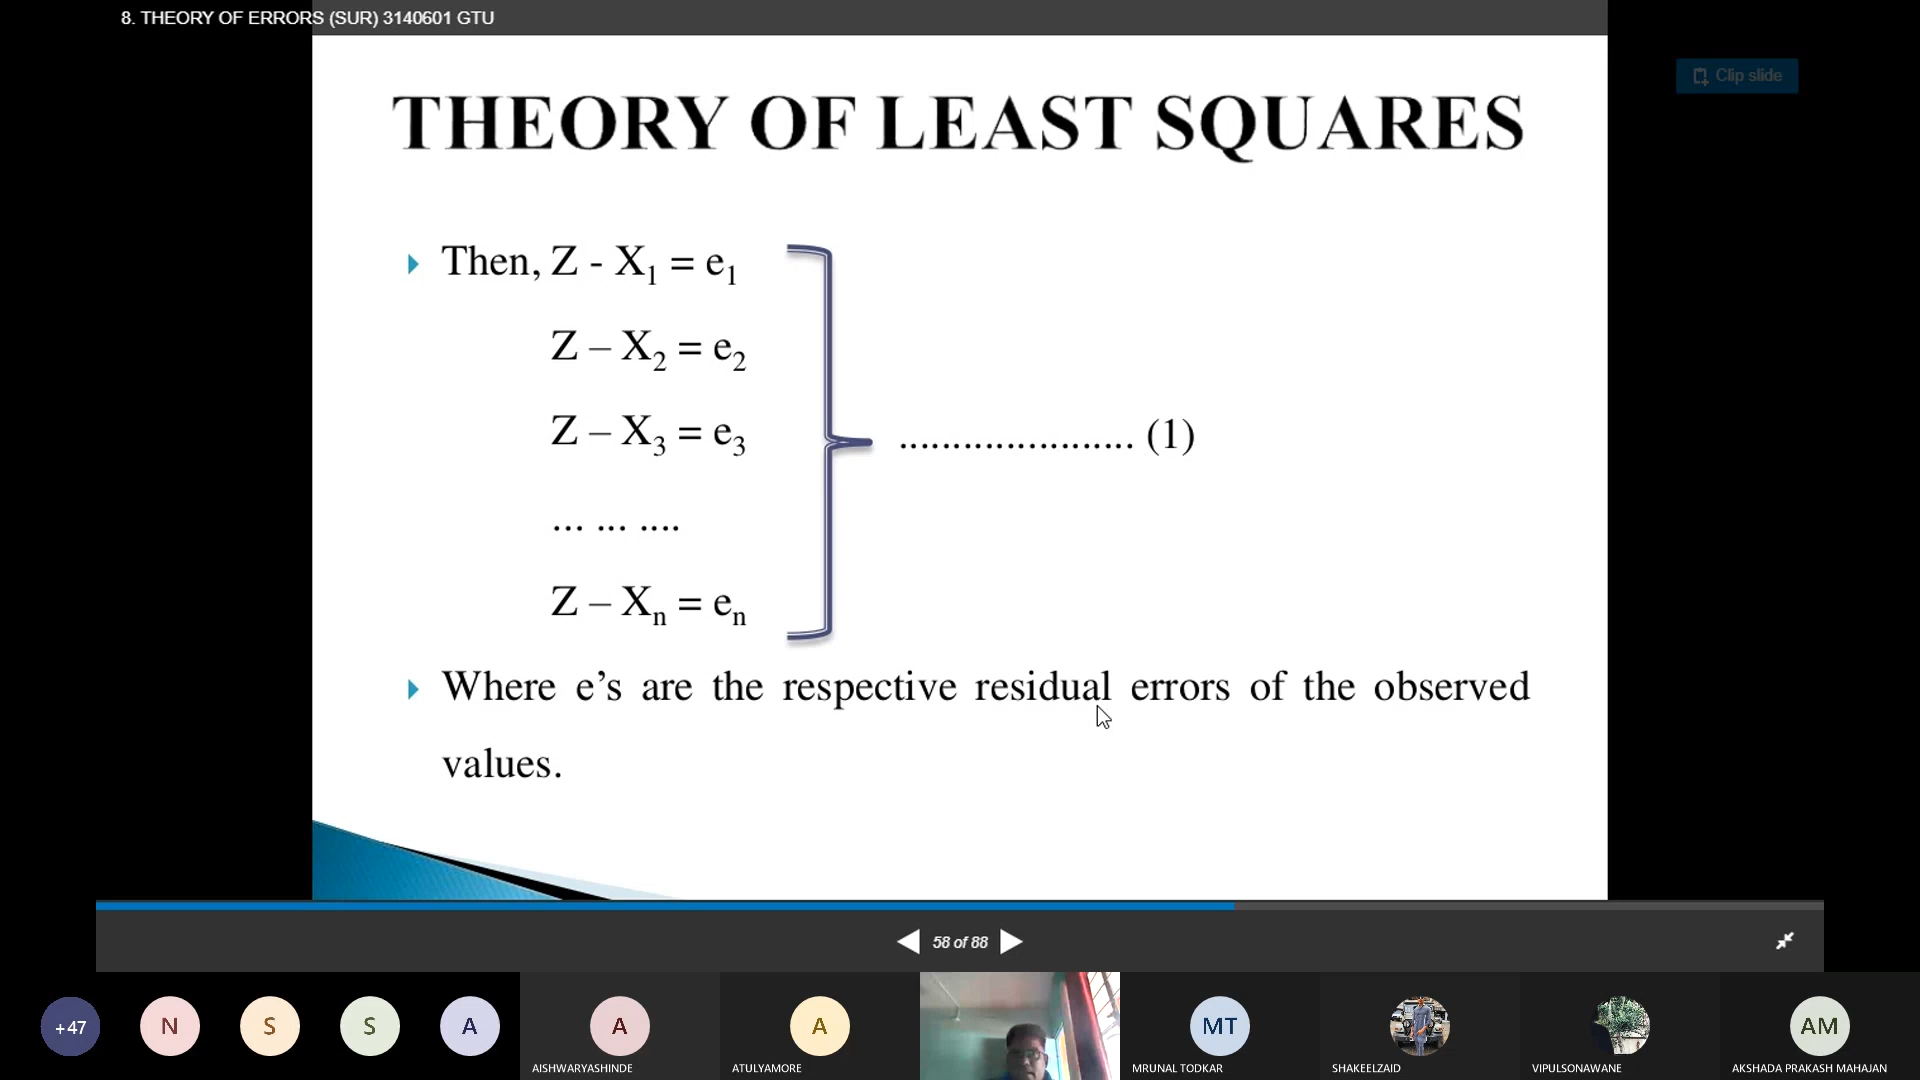 8. THEORY OF ERRORS (SUR) 3140601 GTU
Clip slide
THEORY OF LEAST SQUARES
Then, Z - X1 = e1
Z – X2 = e2
Z – X3 = e3
...................... (1)
... ... ....
Z – Xn = en
Where e’s are the respective residual errors of the observed
values.
58 of 88
+47
N
S
S
A
A
A
MT
AM
AISHWARYASHINDE
ATULYAMORE
MRUNAL TODKAR
SHAKEELZAID
VIPULSONAWANE
AKSHADA PRAKASH MAHAJAN